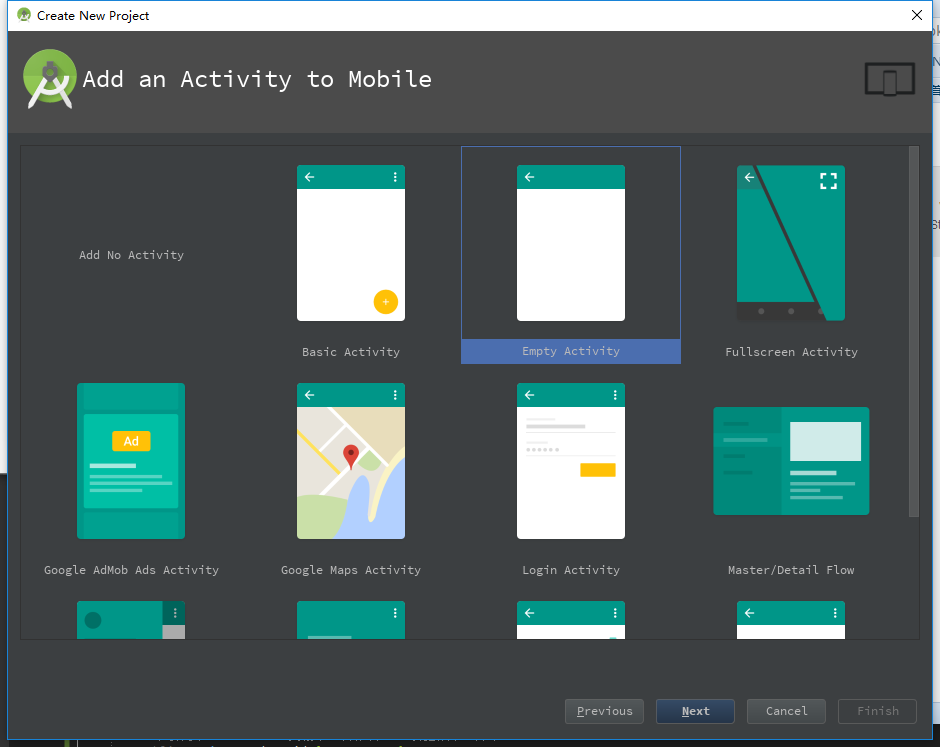 Create New Project
Add an Activity to Mobile
Add No Activity
Basic Activity
Empty Activity
Fullscreen Activity
Ad
Google AdMob Ads Activity
Google Maps Activity
Login Activity
Master/Detail Flow
Previous
Next
Cancel
Finish